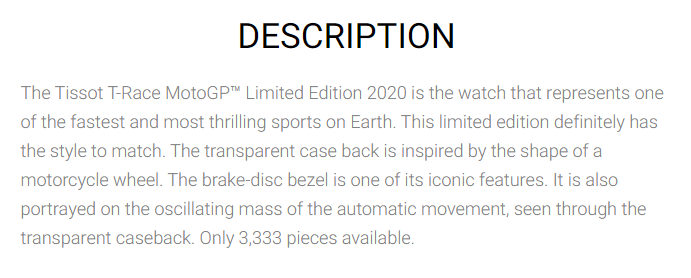 DESCRIPTION
The Tissot T-Race MotoGP™ Limited Edition 2020 is the watch that represents one
of the fastest and most thrilling sports on Earth. This limited edition definitely has
the style to match. The transparent case back is inspired by the shape of a
motorcycle wheel. The brake-disc bezel is one of its iconic features. It is also
portrayed on the oscillating mass of the automatic movement, seen through the
transparent caseback. Only 3,333 pieces available.